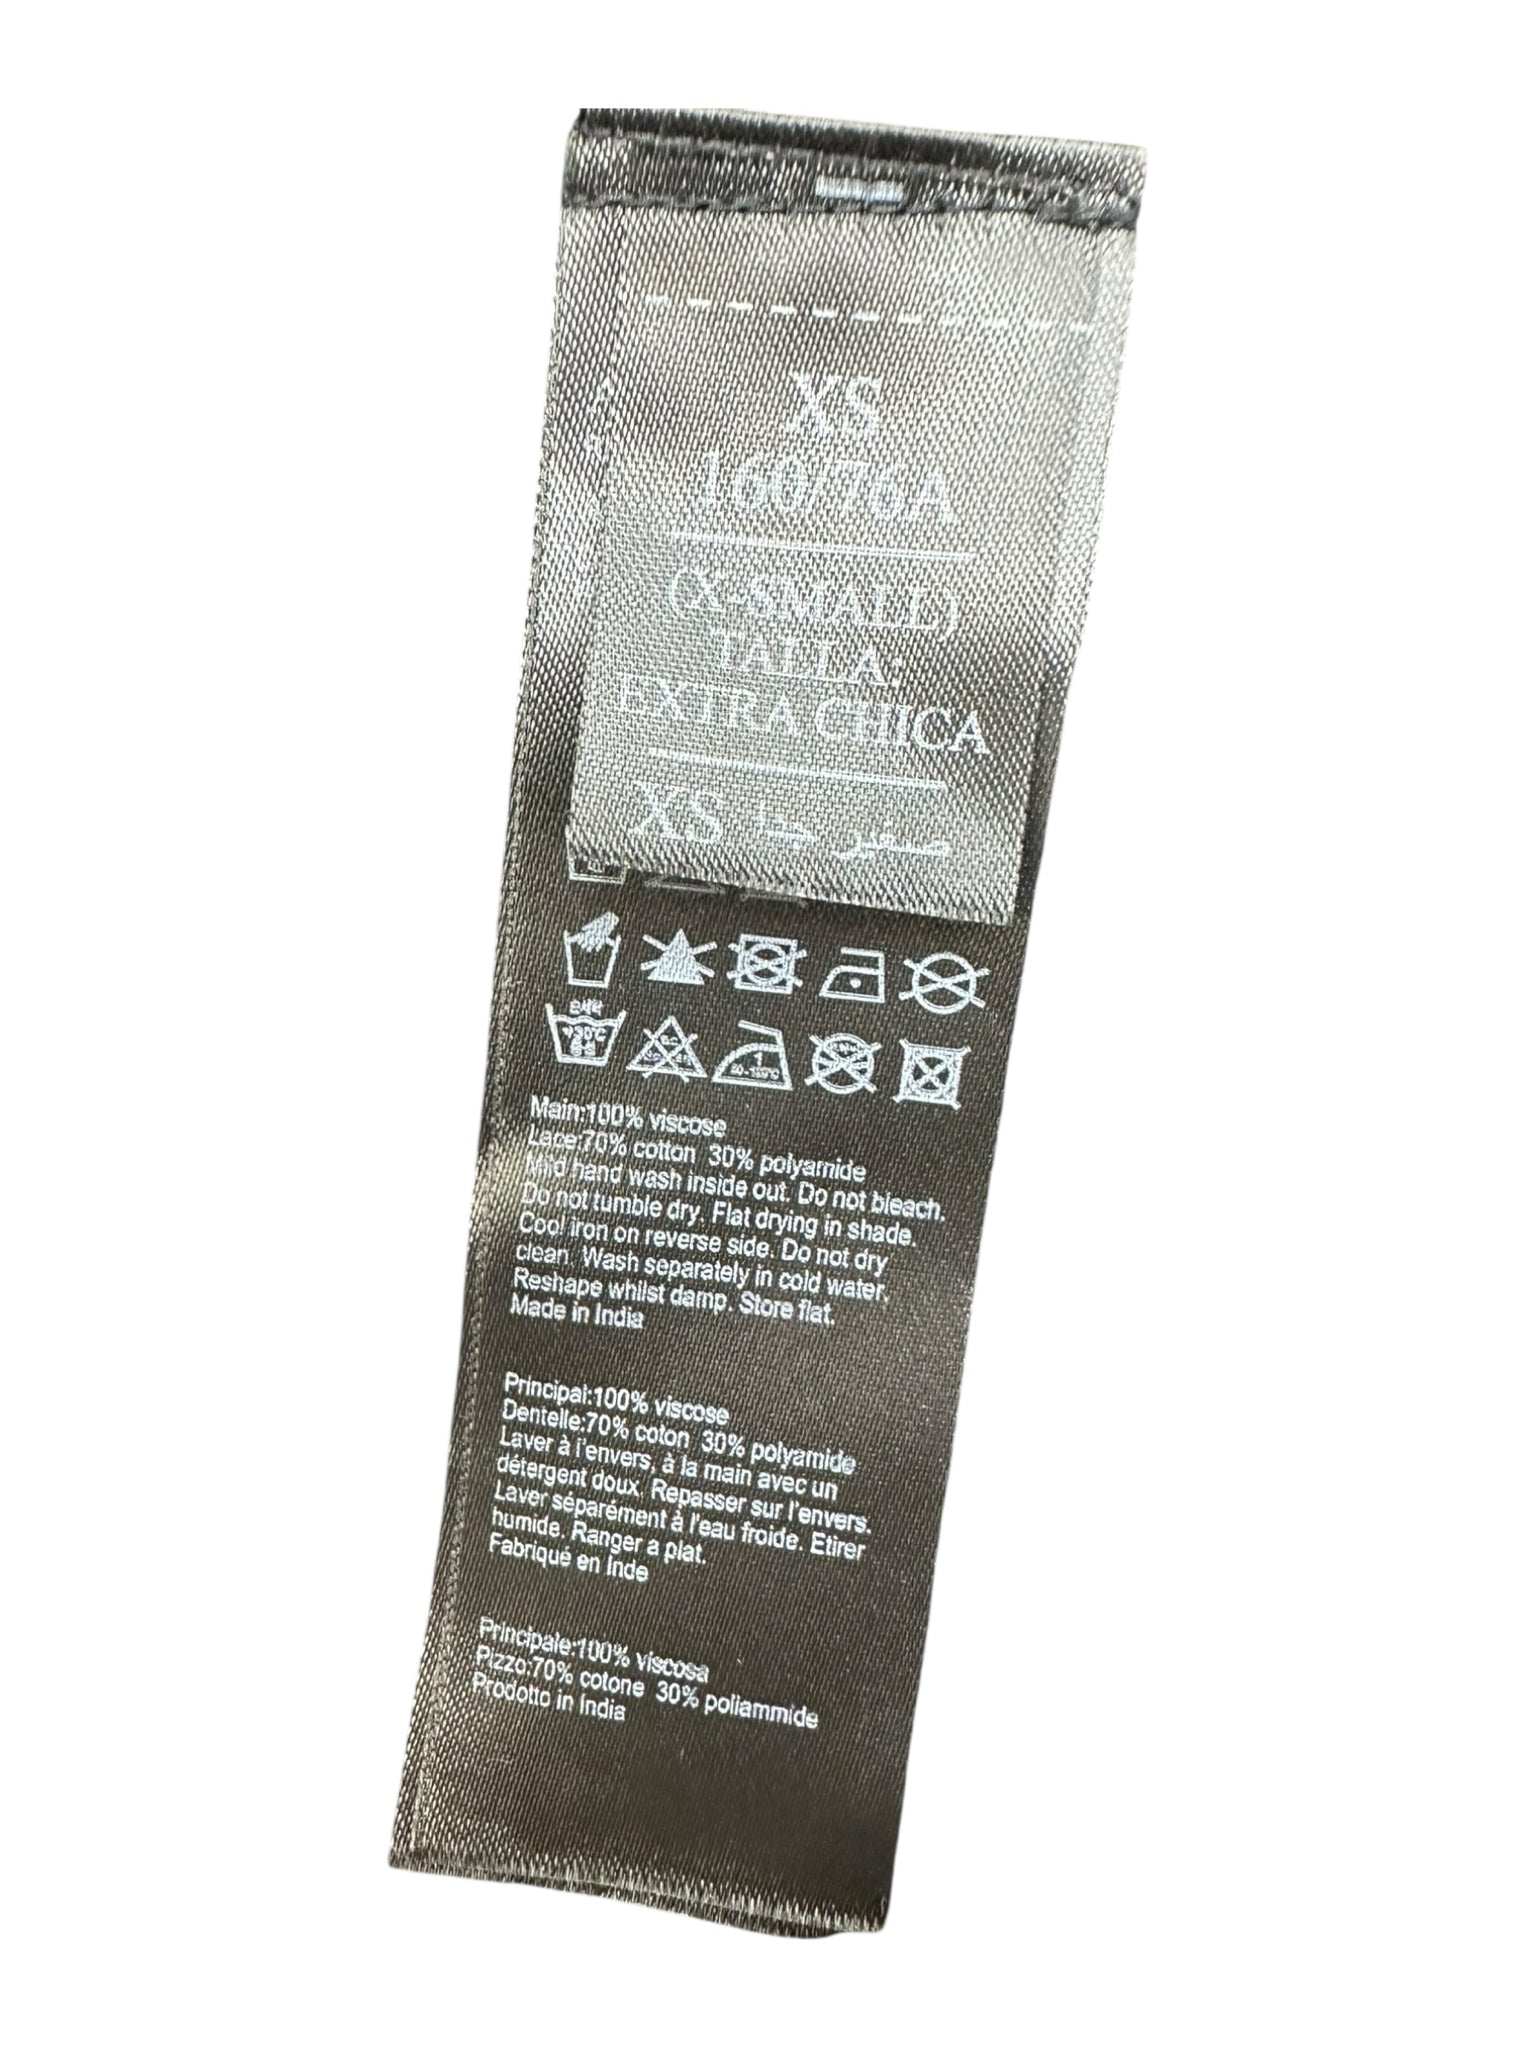 XS
160/76A
(X-SMALL)
TALLA:
EXTRA CHICA
XS صغير جدا
Main:100% viscose
Lace:70% cotton 30% polyamide
Mild hand wash inside out. Do not bleach.
Do not tumble dry. Flat drying in shade.
Cool iron on reverse side. Do not dry
clean. Wash separately in cold water.
Reshape whilst damp. Store flat.
Made in India
Principal:100% viscose
Dentelle:70% coton 30% polyamide
Laver à l'envers, à la main avec un
détergent doux. Repasser sur l'envers.
Laver séparément à l'eau froide. Etirer
humide. Ranger a plat.
Fabriqué en Inde
Principale:100% viscosa
Pizzo:70% cotone 30% poliammide
Prodotto in India